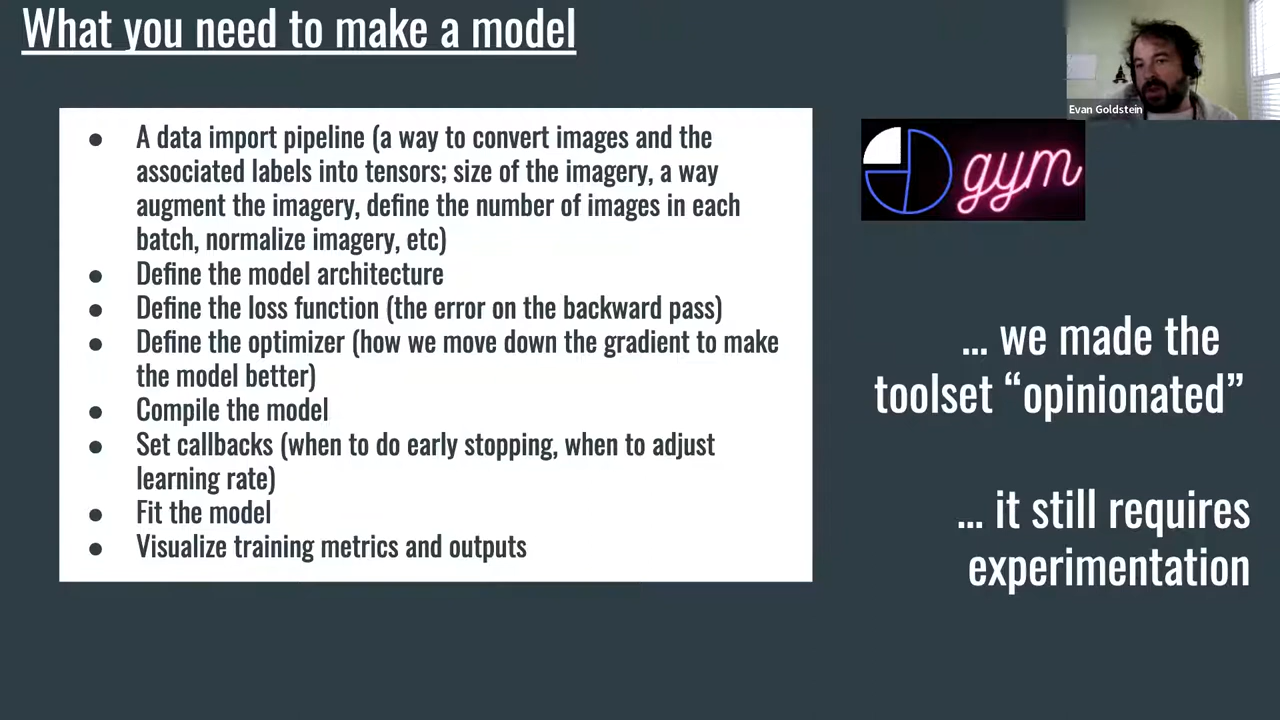 What you need to make a model
Evan Goldstein
gym
● A data import pipeline (a way to convert images and the
associated labels into tensors; size of the imagery, a way
augment the imagery, define the number of images in each
batch, normalize imagery, etc)
● Define the model architecture
● Define the loss function (the error on the backward pass)
● Define the optimizer (how we move down the gradient to make
the model better)
● Compile the model
● Set callbacks (when to do early stopping, when to adjust
learning rate)
● Fit the model
● Visualize training metrics and outputs
... we made the
toolset “opinionated”
... it still requires
experimentation